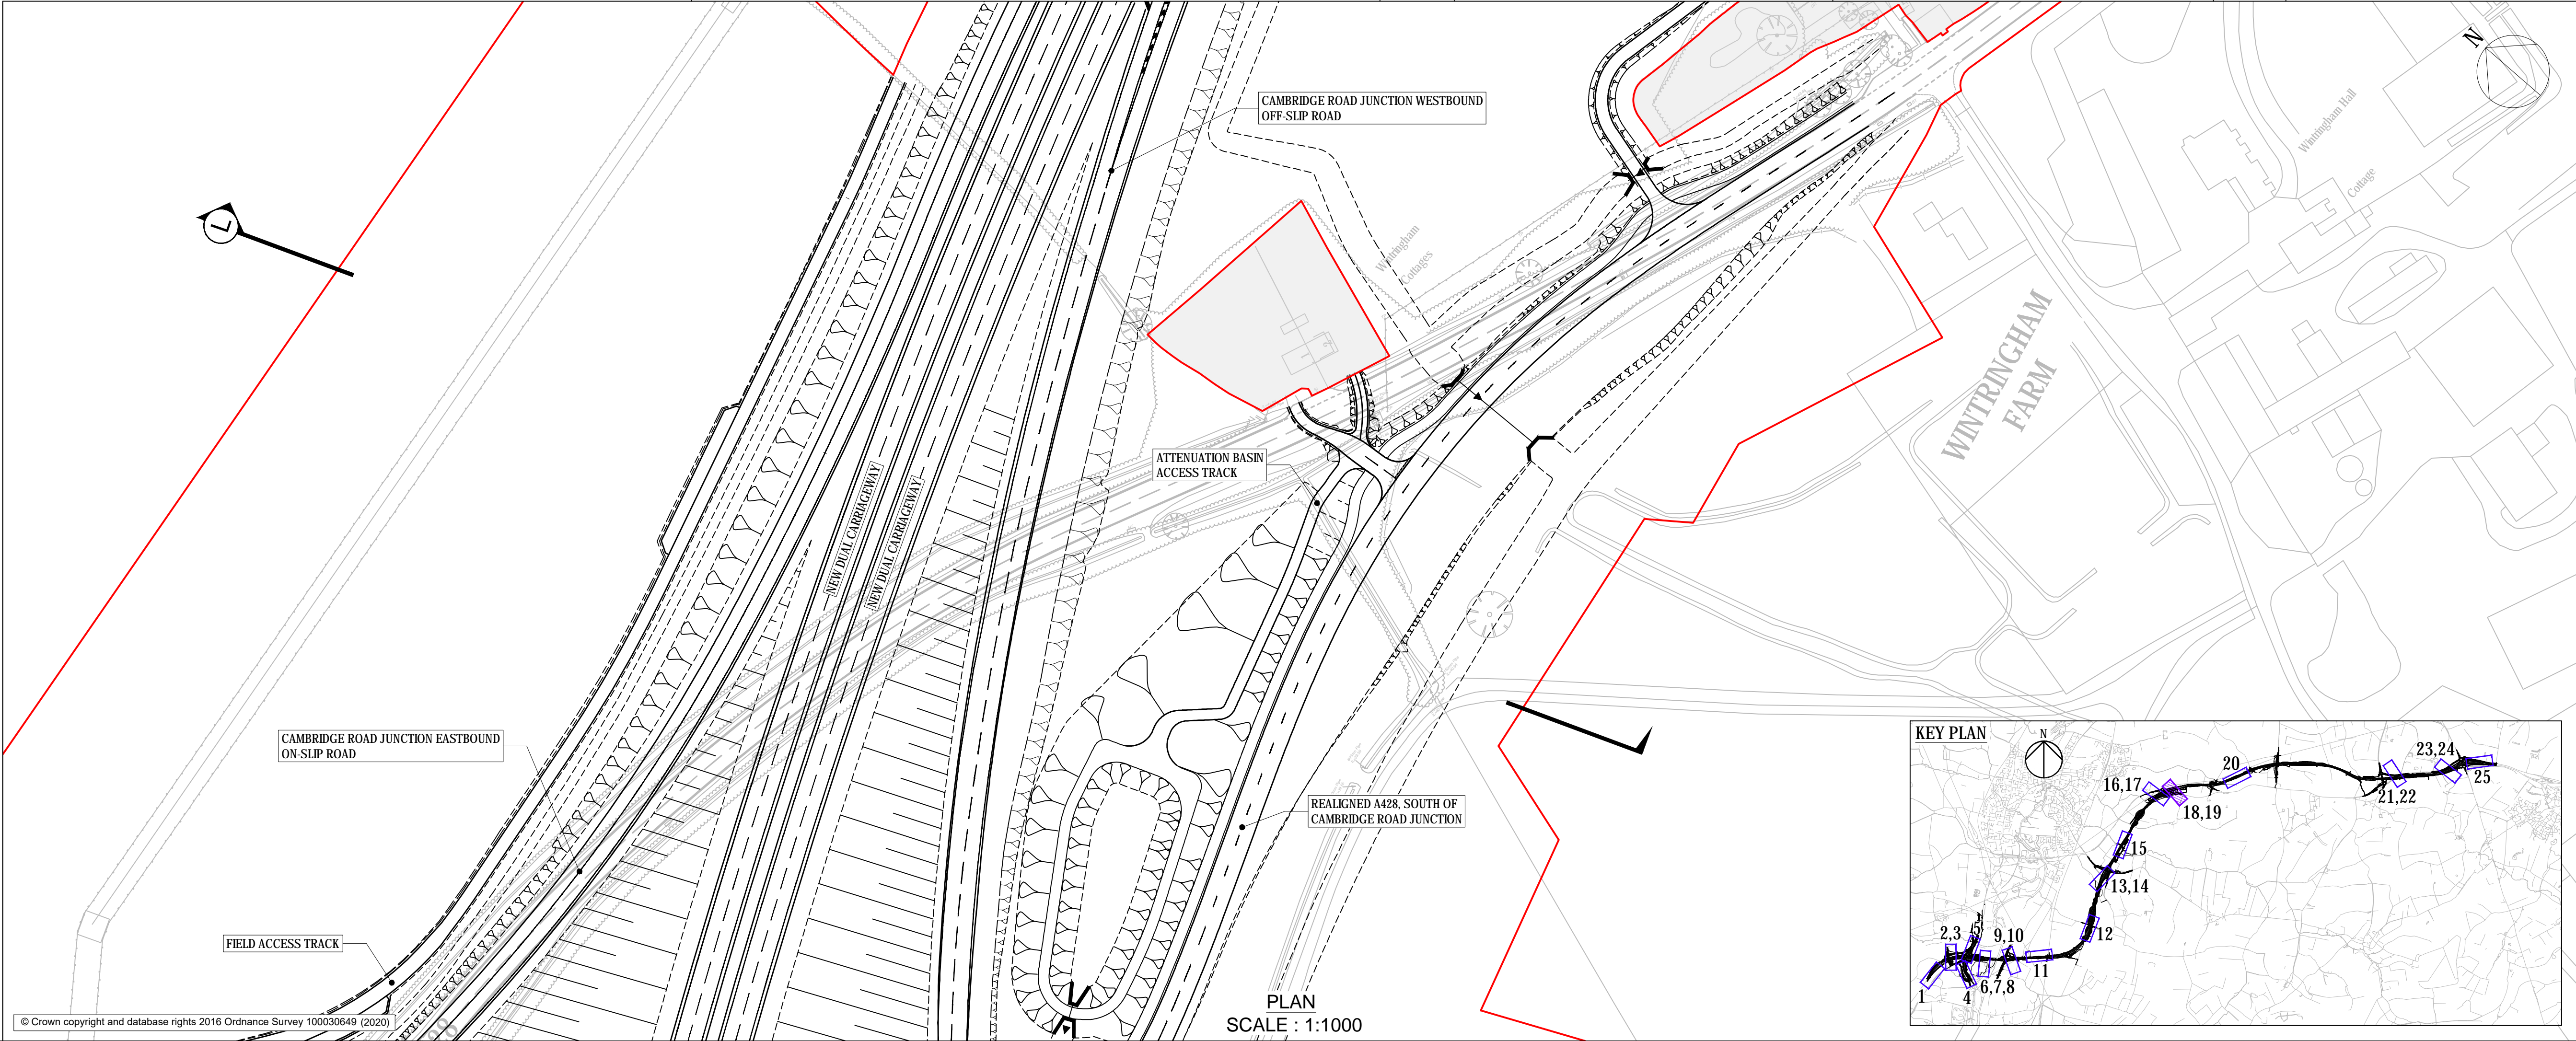 CAMBRIDGE ROAD JUNCTION WESTBOUND
OFF-SLIP ROAD
N
Wintringham Hall
Cottage
L
Wintringham
Cottages
WINTRINGHAM
FARM
ATTENUATION BASIN
ACCESS TRACK
NEW DUAL CARRIAGEWAY
NEW DUAL CARRIAGEWAY
CAMBRIDGE ROAD JUNCTION EASTBOUND
ON-SLIP ROAD
REALIGNED A428, SOUTH OF
CAMBRIDGE ROAD JUNCTION
FIELD ACCESS TRACK
PLAN
SCALE : 1:1000
© Crown copyright and database rights 2016 Ordnance Survey 100030649 (2020)
KEY PLAN
N
23,24
20
25
16,17
21,22
18,19
15
13,14
12
2,3
5
9,10
11
6,7,8
1
4